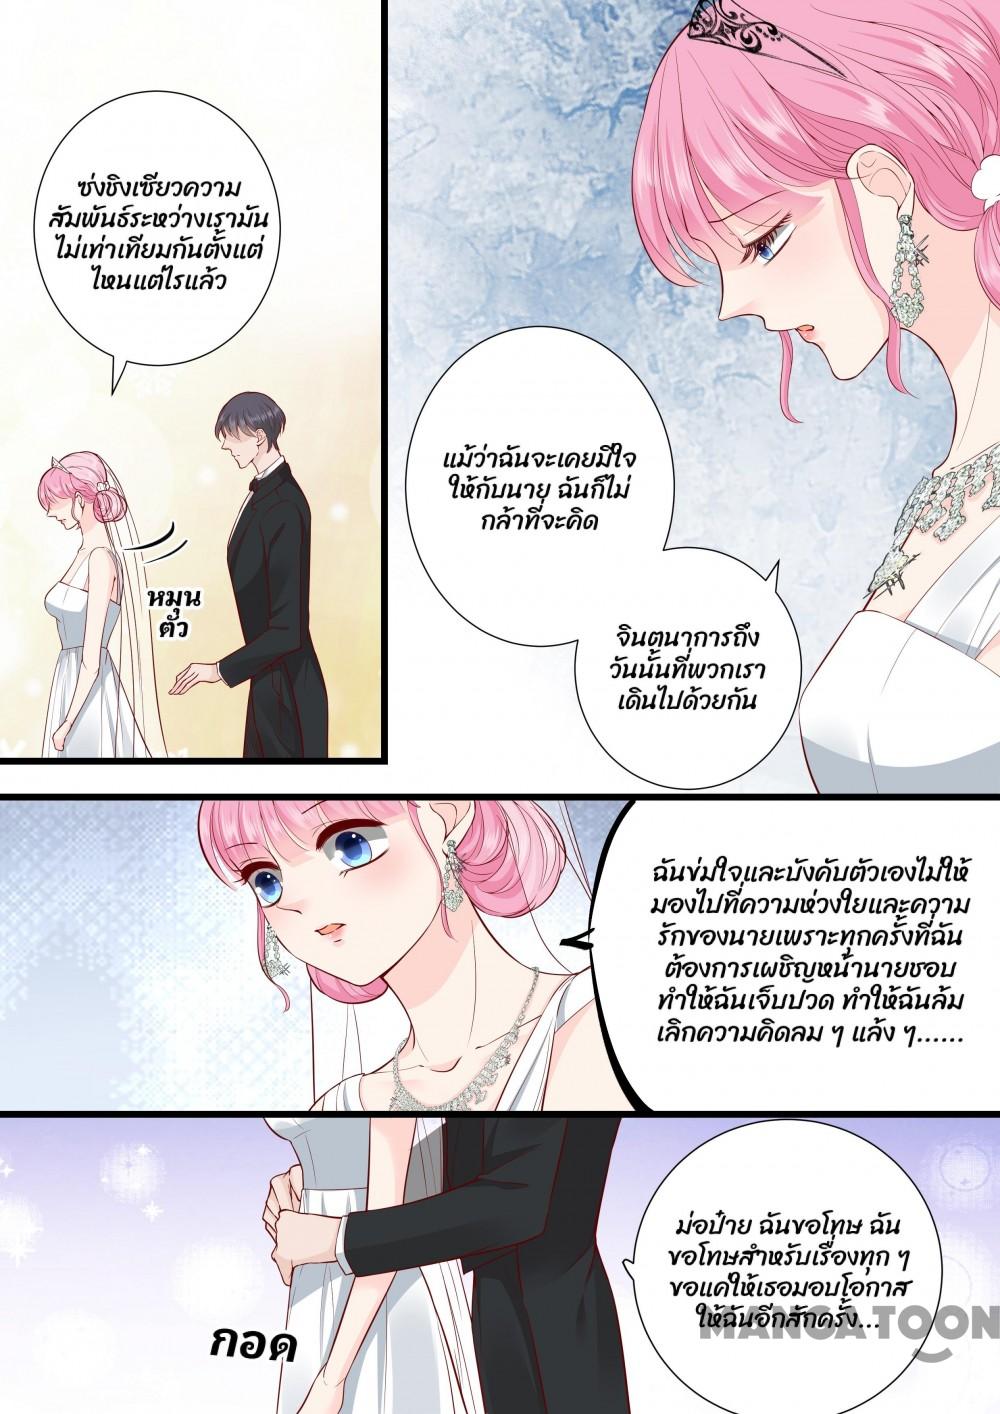 ซ่งชิงเซียวความ
สัมพันธ์ระหว่างเรามัน
ไม่เท่าเทียมกันตั้งแต่
ไหนแต่ไรแล้ว
หมุน
ตัว
แม้ว่าฉันจะเคยมีใจ
ให้กับนาย ฉันก็ไม่
กล้าที่จะคิด
จินตนาการถึง
วันนั้นที่พวกเรา
เดินไปด้วยกัน
ฉันข่มใจและบังคับตัวเองไม่ให้
มองไปที่ความห่วงใยและความ
รักของนายเพราะทุกครั้งที่ฉัน
ต้องการเผชิญหน้านายชอบ
ทำให้ฉันเจ็บปวด ทำให้ฉันล้ม
เลิกความคิดลม ๆ แล้ง ๆ......
ม่อป๋าย ฉันขอโทษ ฉัน
ขอโทษสำหรับเรื่องทุก ๆ
ขอแค่ให้เธอมอบโอกาส
ให้ฉันอีกสักครั้ง...
กอด
MANGATOON